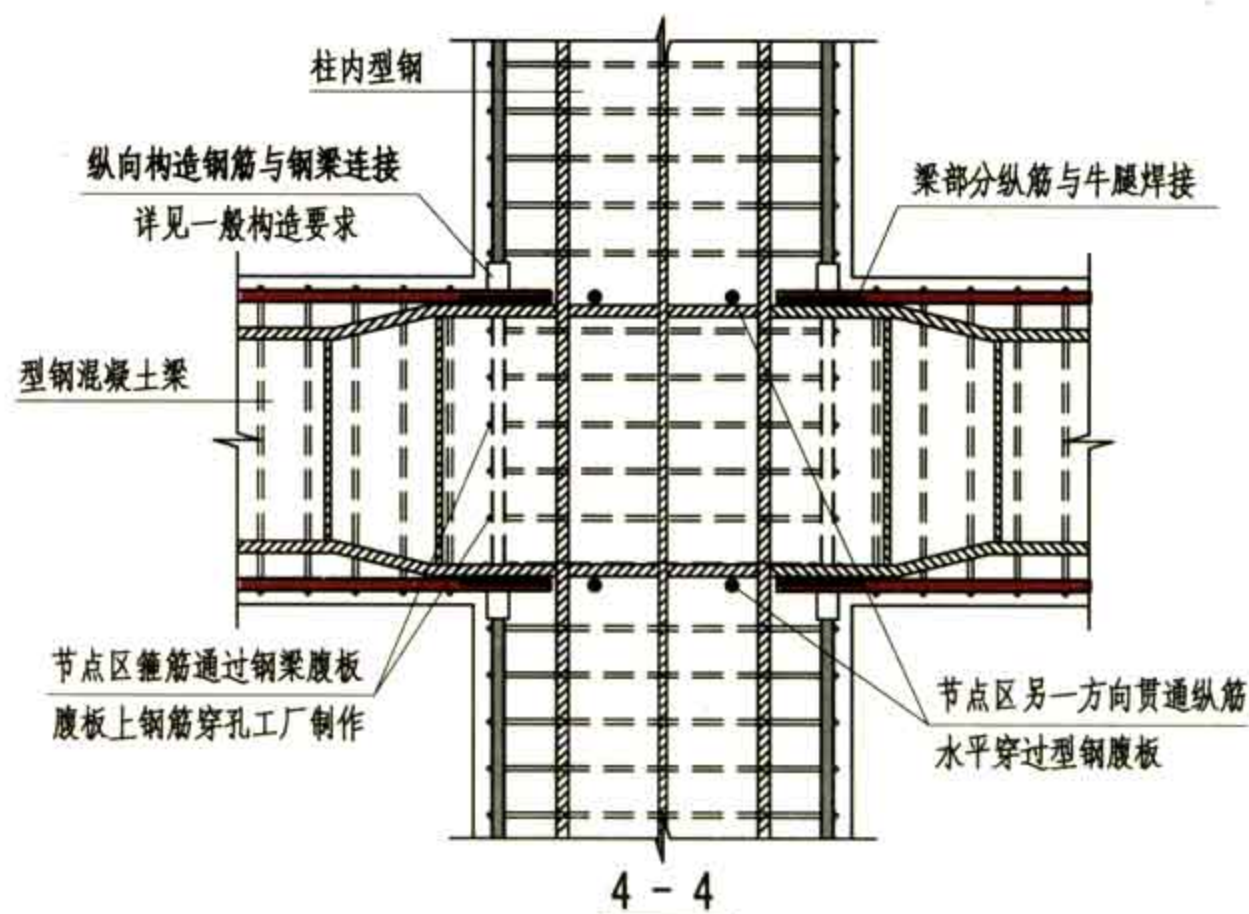 柱内型钢
纵向构造钢筋与钢梁连接
详见一般构造要求
梁部分纵筋与牛腿焊接
型钢混凝土梁
节点区箍筋通过钢梁腹板
腹板上钢筋穿孔工厂制作
节点区另一方向贯通纵筋
水平穿过型钢腹板
4 - 4